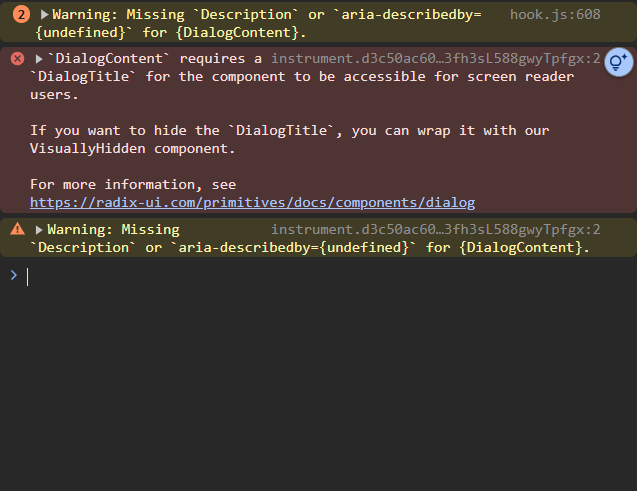 2 ▶Warning: Missing `Description` or `aria-describedby= hook.js:608
{undefined}` for {DialogContent}.
▶`DialogContent` requires a instrument.d3c50ac60…3fh3sL588gwyTpfgx:2
`DialogTitle` for the component to be accessible for screen reader
users.
If you want to hide the `DialogTitle`, you can wrap it with our
VisuallyHidden component.
For more information, see
https://radix-ui.com/primitives/docs/components/dialog
▶Warning: Missing instrument.d3c50ac60…3fh3sL588gwyTpfgx:2
`Description` or `aria-describedby={undefined}` for {DialogContent}.
>